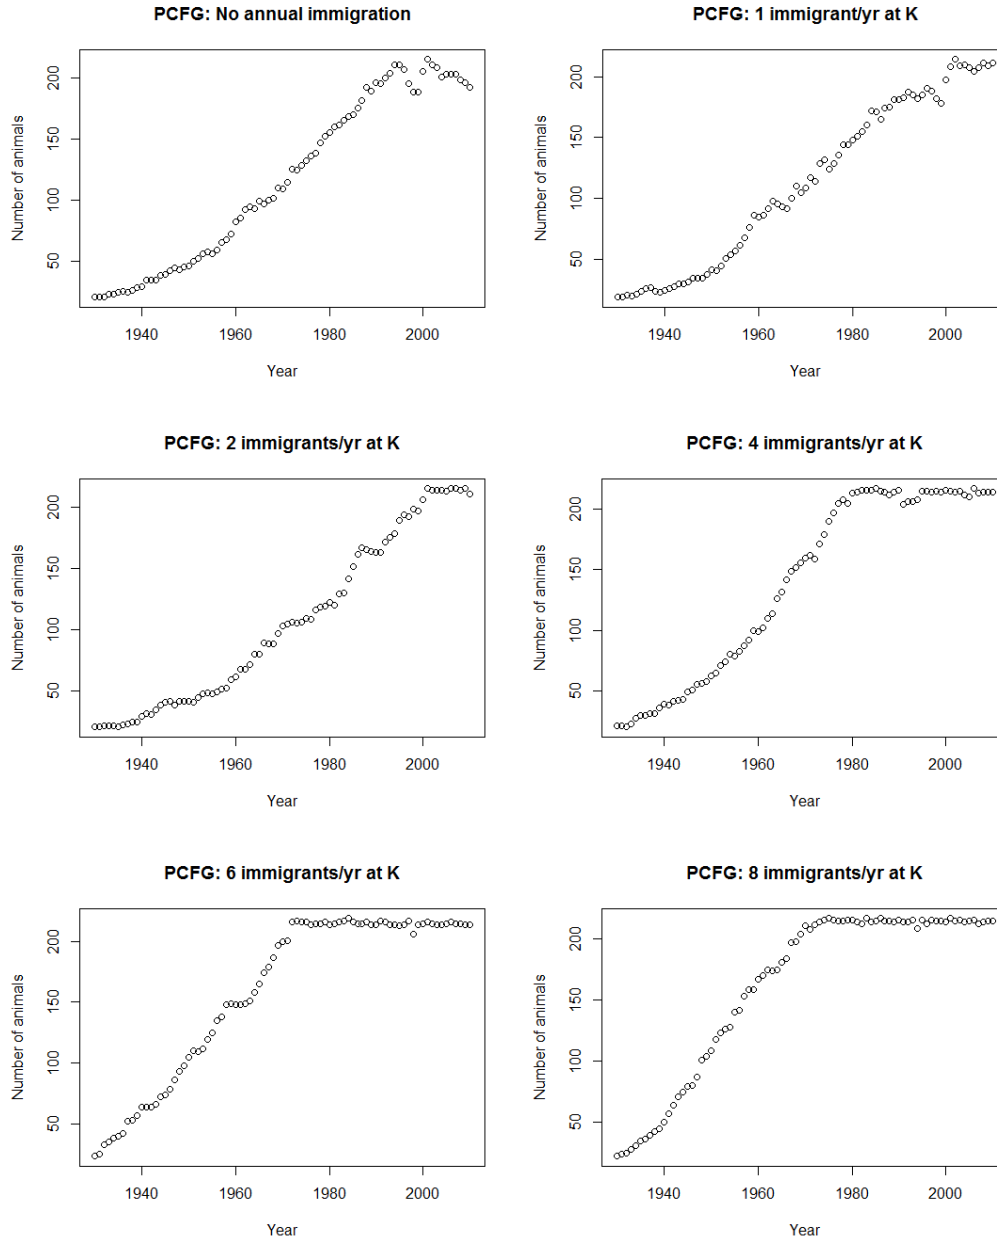 PCFG: No annual immigration
Number of animals
200
150
100
50
1940 1960 1980 2000
Year
PCFG: 1 immigrant/yr at K
Number of animals
200
150
100
50
1940 1960 1980 2000
Year
PCFG: 2 immigrants/yr at K
Number of animals
200
150
100
50
1940 1960 1980 2000
Year
PCFG: 4 immigrants/yr at K
Number of animals
200
150
100
50
1940 1960 1980 2000
Year
PCFG: 6 immigrants/yr at K
Number of animals
200
150
100
50
1940 1960 1980 2000
Year
PCFG: 8 immigrants/yr at K
Number of animals
200
150
100
50
1940 1960 1980 2000
Year